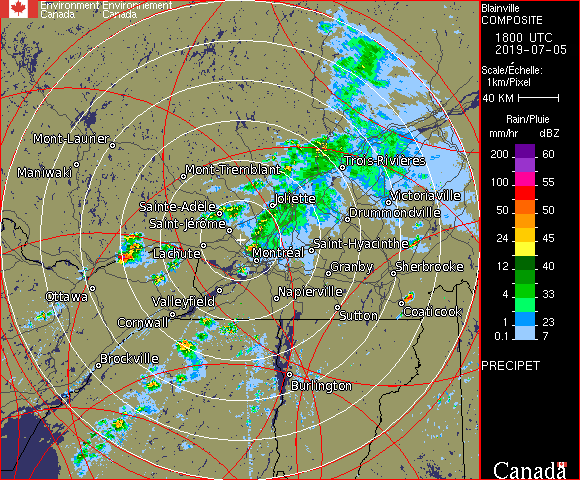 Environment Environnement
Canada Canada
Blainville
COMPOSITE
1800 UTC
2019-07-05
Scale/Échelle:
1km/Pixel
40 KM
Rain/Pluie
mm/hr dBZ
200 60
100 55
50 50
24 45
12 40
4 33
1 23
0.1 7
PRECIPET
Canada
Mont-Laurier
Maniwaki
Mont-Tremblant
Trois-Rivières
Joliette
Victoriaville
Sainte-Adèle
Drummondville
Saint-Jérôme
Saint-Hyacinthe
Lachute
Montréal
Granby
Sherbrooke
Ottawa
Valleyfield
Napierville
Coaticook
Cornwall
Sutton
Brockville
Burlington